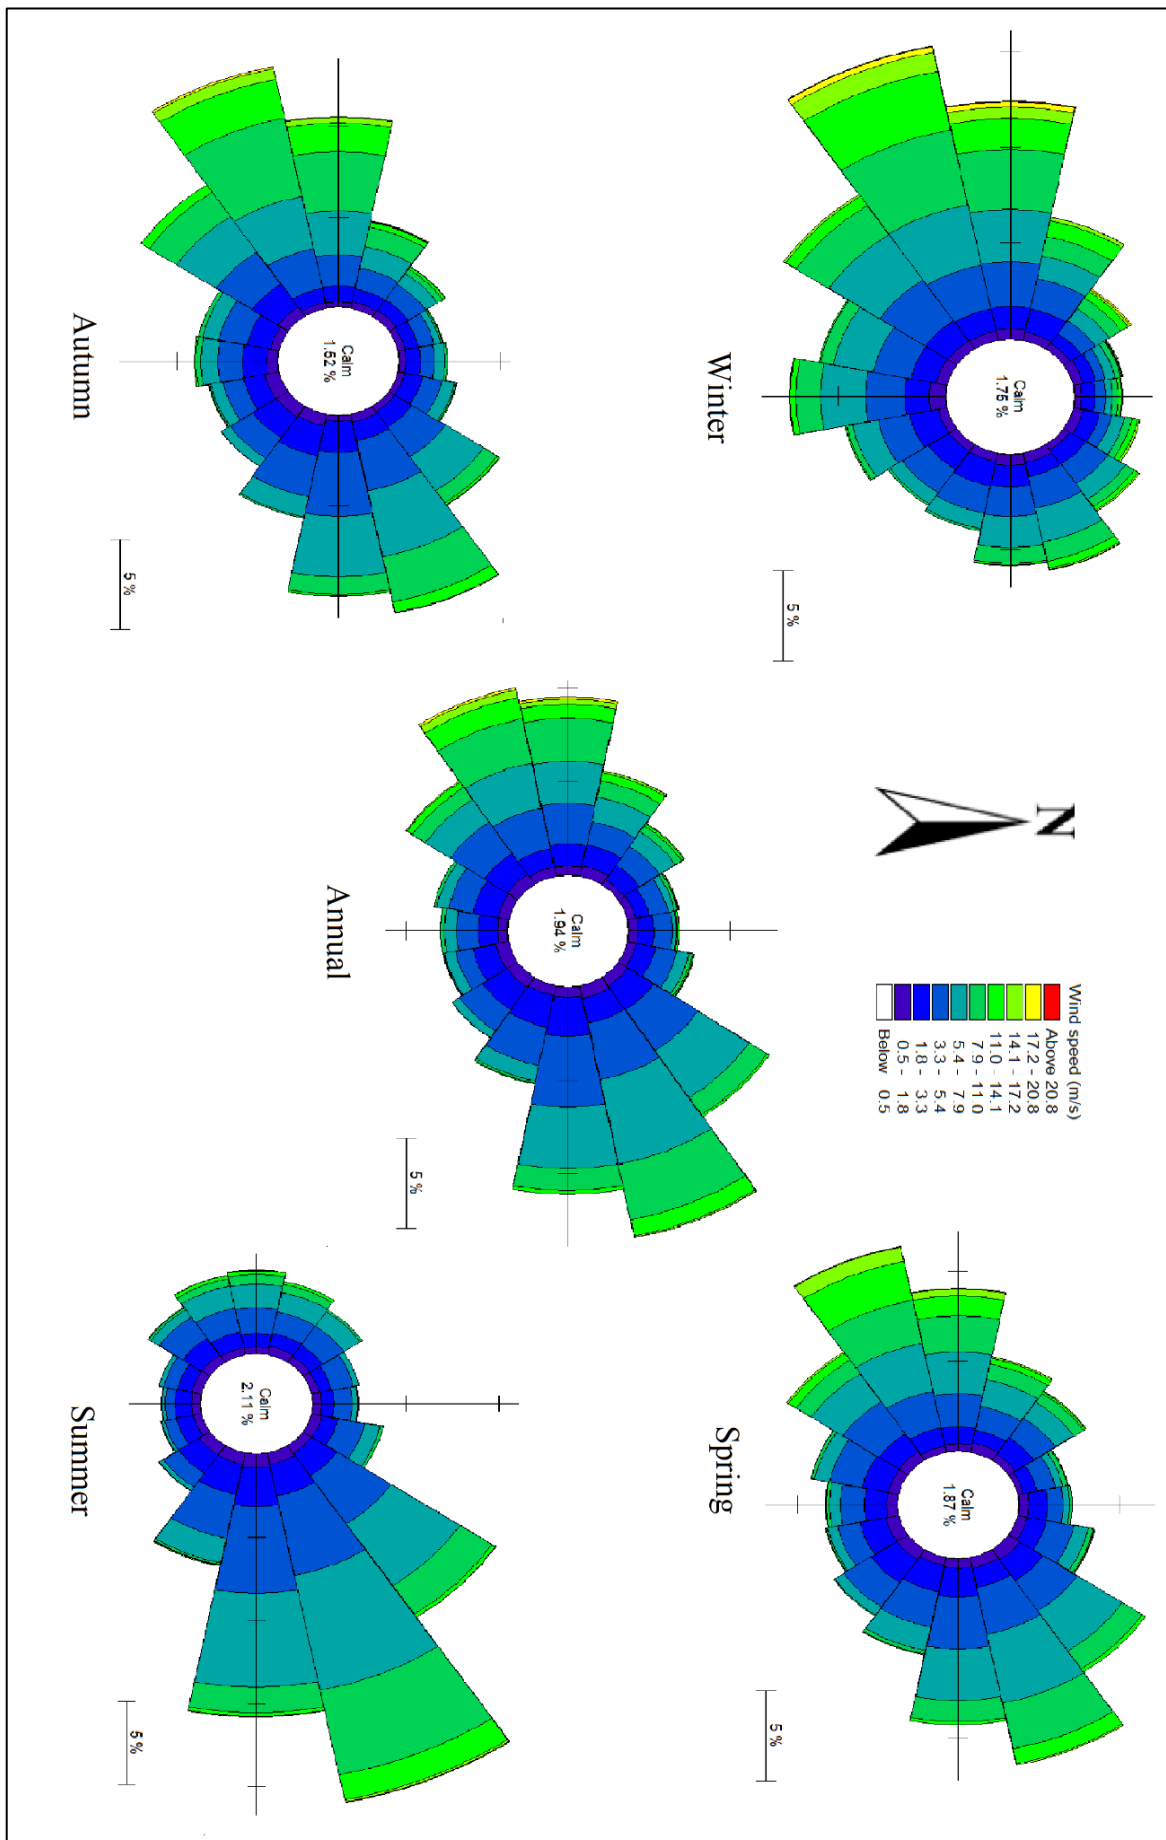 Winter
Calm
1.75 %
5 %
N
Wind speed (m/s)
Above 20.8
17.2 - 20.8
14.1 - 17.2
11.0 - 14.1
7.9 - 11.0
5.4 - 7.9
3.3 - 5.4
1.8 - 3.3
0.5 - 1.8
Below 0.5
Spring
Calm
1.87 %
5 %
Annual
Calm
1.94 %
5 %
Autumn
Calm
1.52 %
5 %
Summer
Calm
2.11 %
5 %